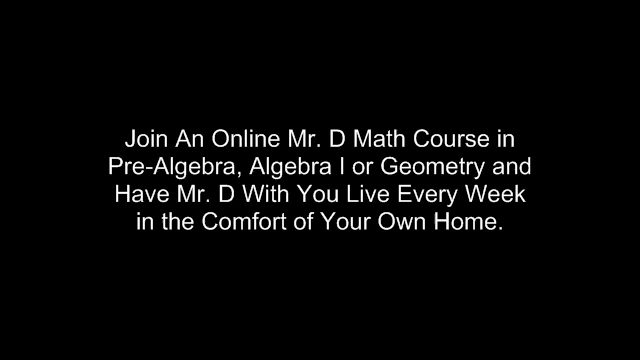 Join An Online Mr. D Math Course in
Pre-Algebra, Algebra I or Geometry and
Have Mr. D With You Live Every Week
in the Comfort of Your Own Home.